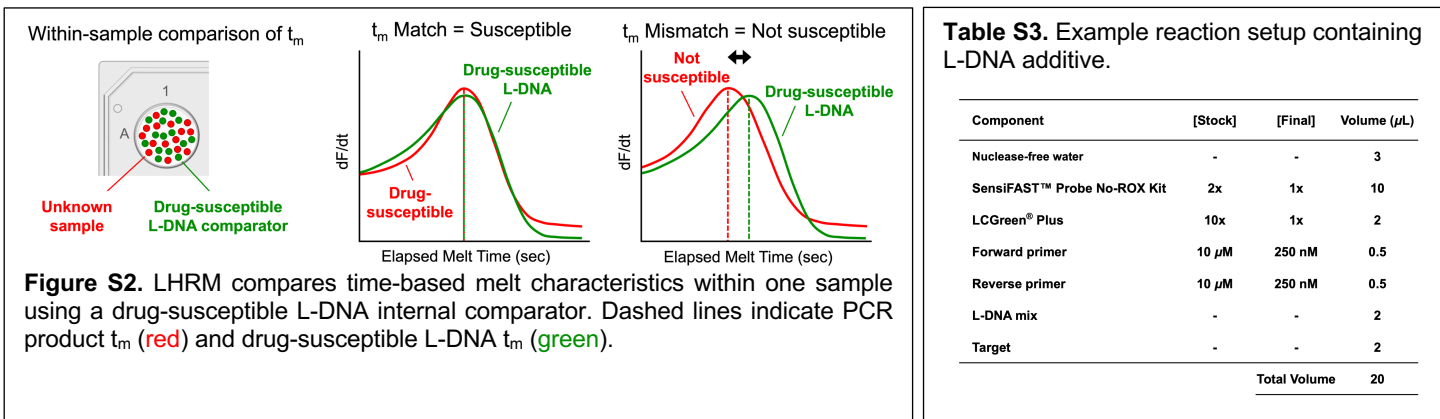 Within-sample comparison of tm
1
A
Unknown
sample
Drug-susceptible
L-DNA comparator
tm Match = Susceptible
dF/dt
Drug-susceptible
L-DNA
Drug-
susceptible
Elapsed Melt Time (sec)
tm Mismatch = Not susceptible
dF/dt
Not
susceptible
Drug-susceptible
L-DNA
Elapsed Melt Time (sec)
Figure S2. LHRM compares time-based melt characteristics within one sample
using a drug-susceptible L-DNA internal comparator. Dashed lines indicate PCR
product tm (red) and drug-susceptible L-DNA tm (green).
Table S3. Example reaction setup containing
L-DNA additive.
Component [Stock] [Final] Volume (µL)
Nuclease-free water - - 3
SensiFAST™ Probe No-ROX Kit 2x 1x 10
LCGreen® Plus 10x 1x 2
Forward primer 10 µM 250 nM 0.5
Reverse primer 10 µM 250 nM 0.5
L-DNA mix - - 2
Target - - 2
Total Volume 20